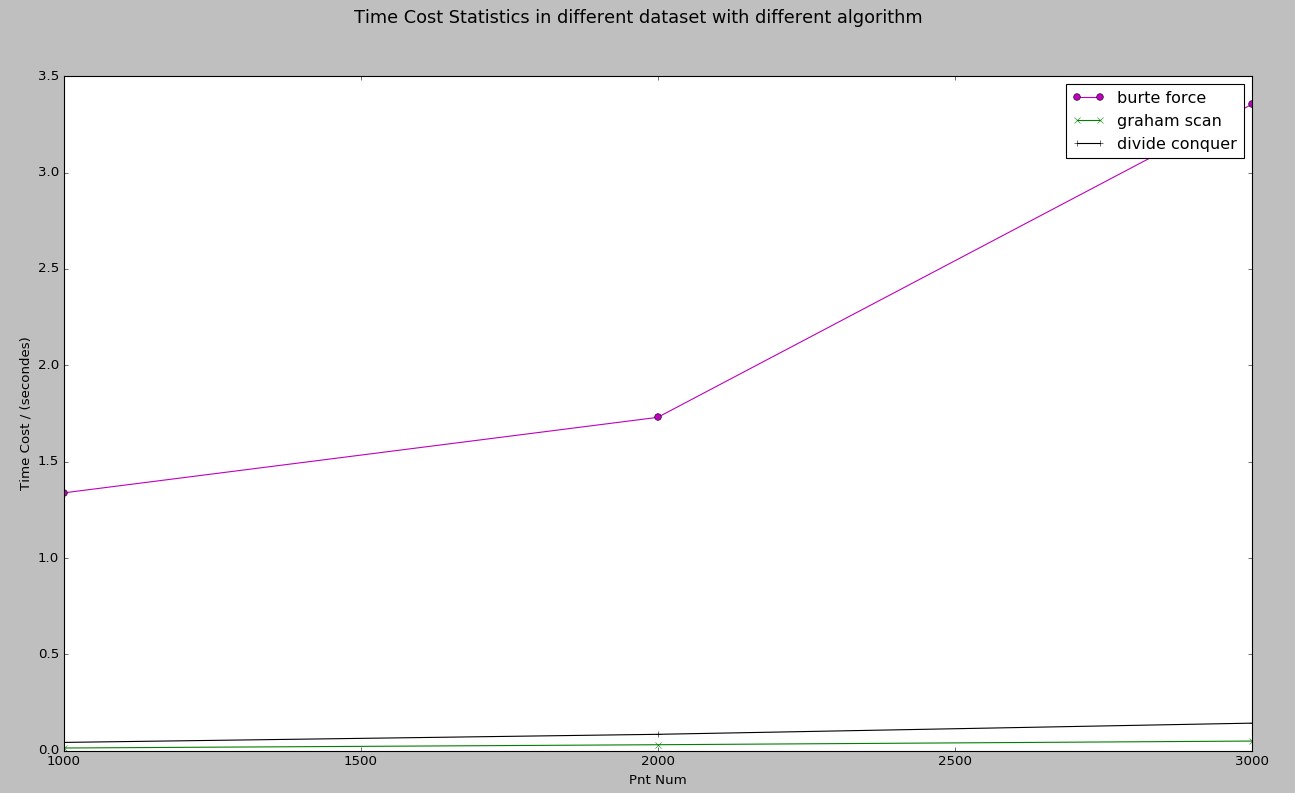 Time Cost Statistics in different dataset with different algorithm
3.5
3.0
2.5
2.0
1.5
1.0
0.5
0.0
Time Cost / (secondes)
burte force
graham scan
divide conquer
1000 1500 2000 2500 3000
Pnt Num